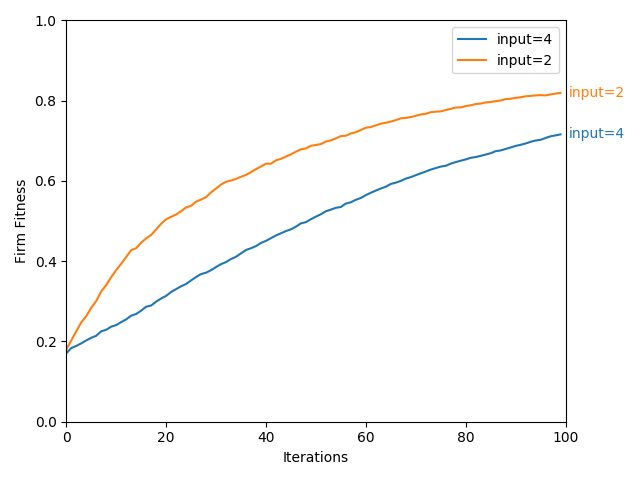 1.0
0.8
0.6
0.4
0.2
0.0
Firm Fitness
0 20 40 60 80 100
Iterations
input=4
input=2
input=2
input=4